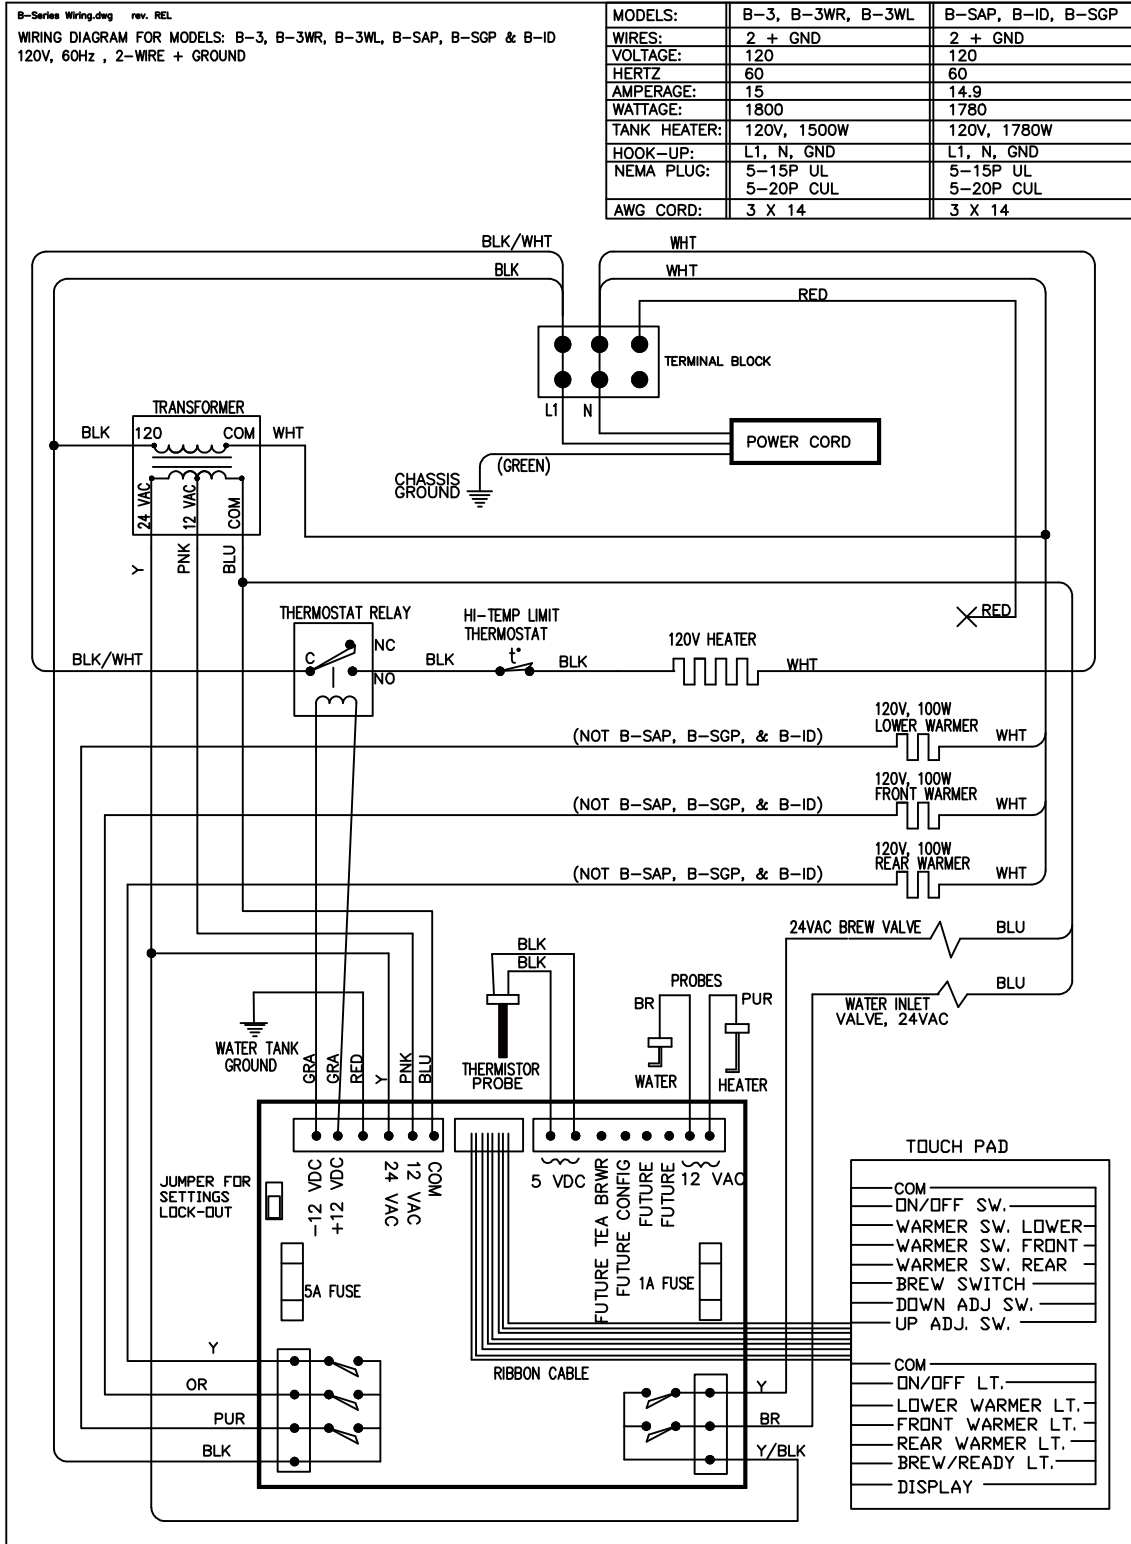 B-Series Wiring.dwg rev. REL
WIRING DIAGRAM FOR MODELS: B-3, B-3WR, B-3WL, B-SAP, B-SGP & B-ID
120V, 60Hz , 2-WIRE + GROUND
MODELS: B-3, B-3WR, B-3WL B-SAP, B-ID, B-SGP
WIRES: 2 + GND 2 + GND
VOLTAGE: 120 120
HERTZ 60 60
AMPERAGE: 15 14.9
WATTAGE: 1800 1780
TANK HEATER: 120V, 1500W 120V, 1780W
HOOK-UP: L1, N, GND L1, N, GND
NEMA PLUG: 5-15P UL 5-15P UL
5-20P CUL 5-20P CUL
AWG CORD: 3 X 14 3 X 14
BLK/WHT
WHT
BLK
WHT
RED
TERMINAL BLOCK
L1 N
TRANSFORMER
BLK 120 COM WHT
POWER CORD
(GREEN)
CHASSIS
GROUND
24 VAC
12 VAC
COM
Y
PNK
BLU
THERMOSTAT RELAY
HI-TEMP LIMIT
THERMOSTAT
RED
120V HEATER
NC
C
t°
BLK/WHT
BLK
BLK
WHT
NO
120V, 100W
LOWER WARMER
(NOT B-SAP, B-SGP, & B-ID)
WHT
120V, 100W
FRONT WARMER
(NOT B-SAP, B-SGP, & B-ID)
WHT
120V, 100W
REAR WARMER
(NOT B-SAP, B-SGP, & B-ID)
WHT
24VAC BREW VALVE
BLU
BLK
BLK
PROBES
BR
PUR
WATER INLET
VALVE, 24VAC
BLU
WATER TANK
GROUND
GRA
GRA
RED
Y
PNK
BLU
THERMISTOR
PROBE
WATER
HEATER
JUMPER FOR
SETTINGS
LOCK-OUT
-12 VDC
+12 VDC
24 VAC
12 VAC
COM
5 VDC
FUTURE TEA BRWR
FUTURE CONFIG
FUTURE
FUTURE
12 VAC
5A FUSE
1A FUSE
RIBBON CABLE
Y
OR
PUR
BLK
Y
BR
Y/BLK
TOUCH PAD
COM
ON/OFF SW.
WARMER SW. LOWER
WARMER SW. FRONT
WARMER SW. REAR
BREW SWITCH
DOWN ADJ SW.
UP ADJ. SW.
COM
ON/OFF LT.
LOWER WARMER LT.
FRONT WARMER LT.
REAR WARMER LT.
BREW/READY LT.
DISPLAY